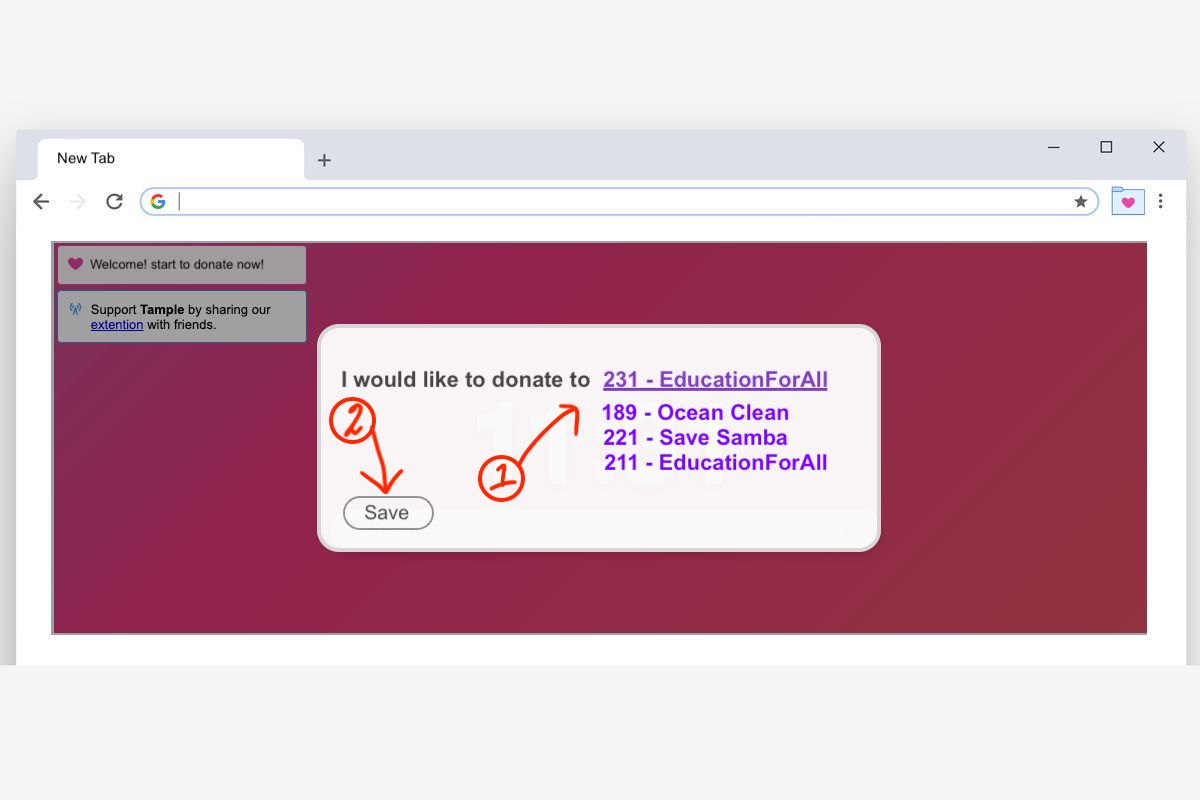 New Tab
Welcome! start to donate now!
Support Tample by sharing our
extention with friends.
I would like to donate to 231 - EducationForAll
189 - Ocean Clean
221 - Save Samba
211 - EducationForAll
2
1
Save